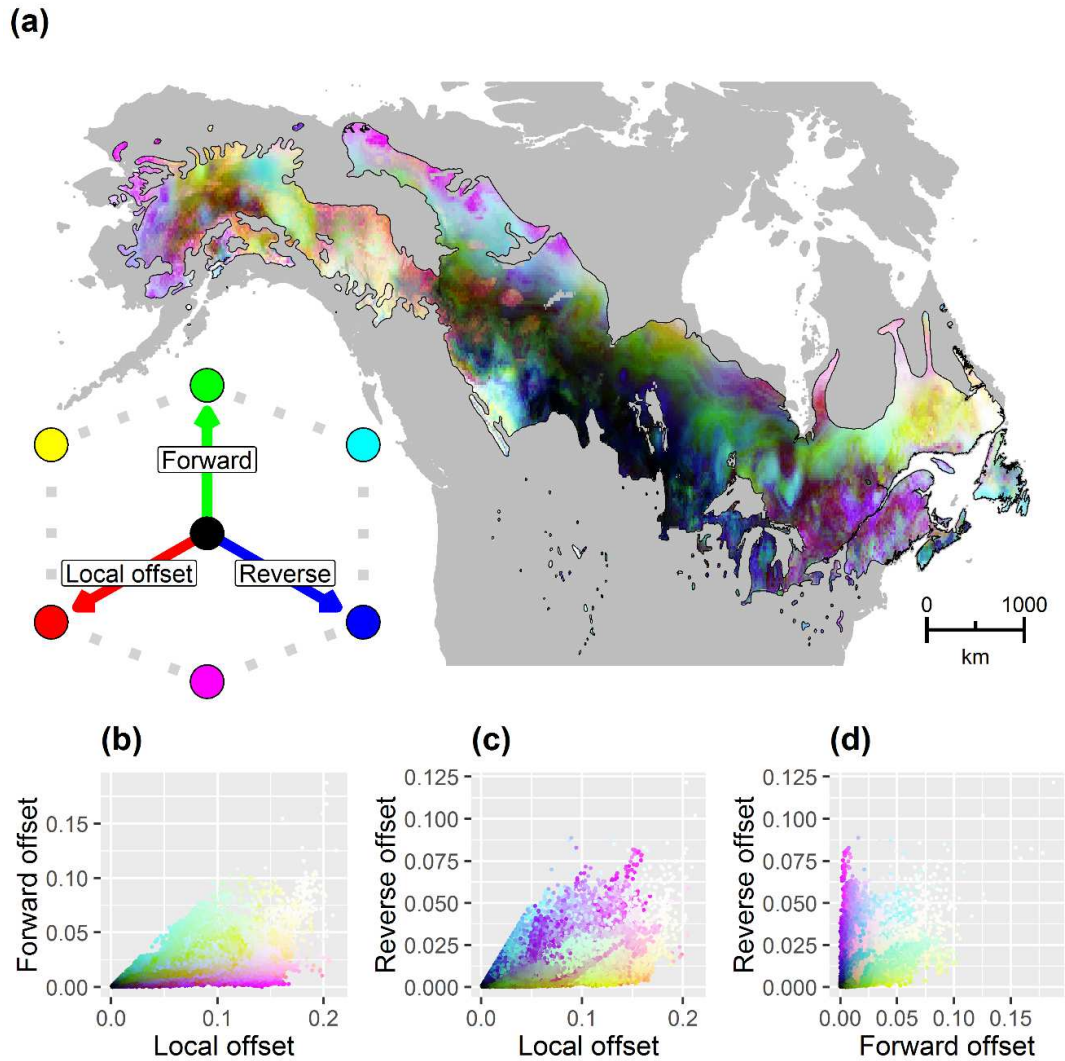 (a)
Forward
Local offset
Reverse
0 1000
km
(b)
(c)
(d)
Forward offset
0.15
0.10
0.05
0.00
0.0 0.1 0.2
Local offset
Reverse offset
0.125
0.100
0.075
0.050
0.025
0.000
0.0 0.1 0.2
Local offset
Reverse offset
0.125
0.100
0.075
0.050
0.025
0.000
0.00 0.05 0.10 0.15
Forward offset